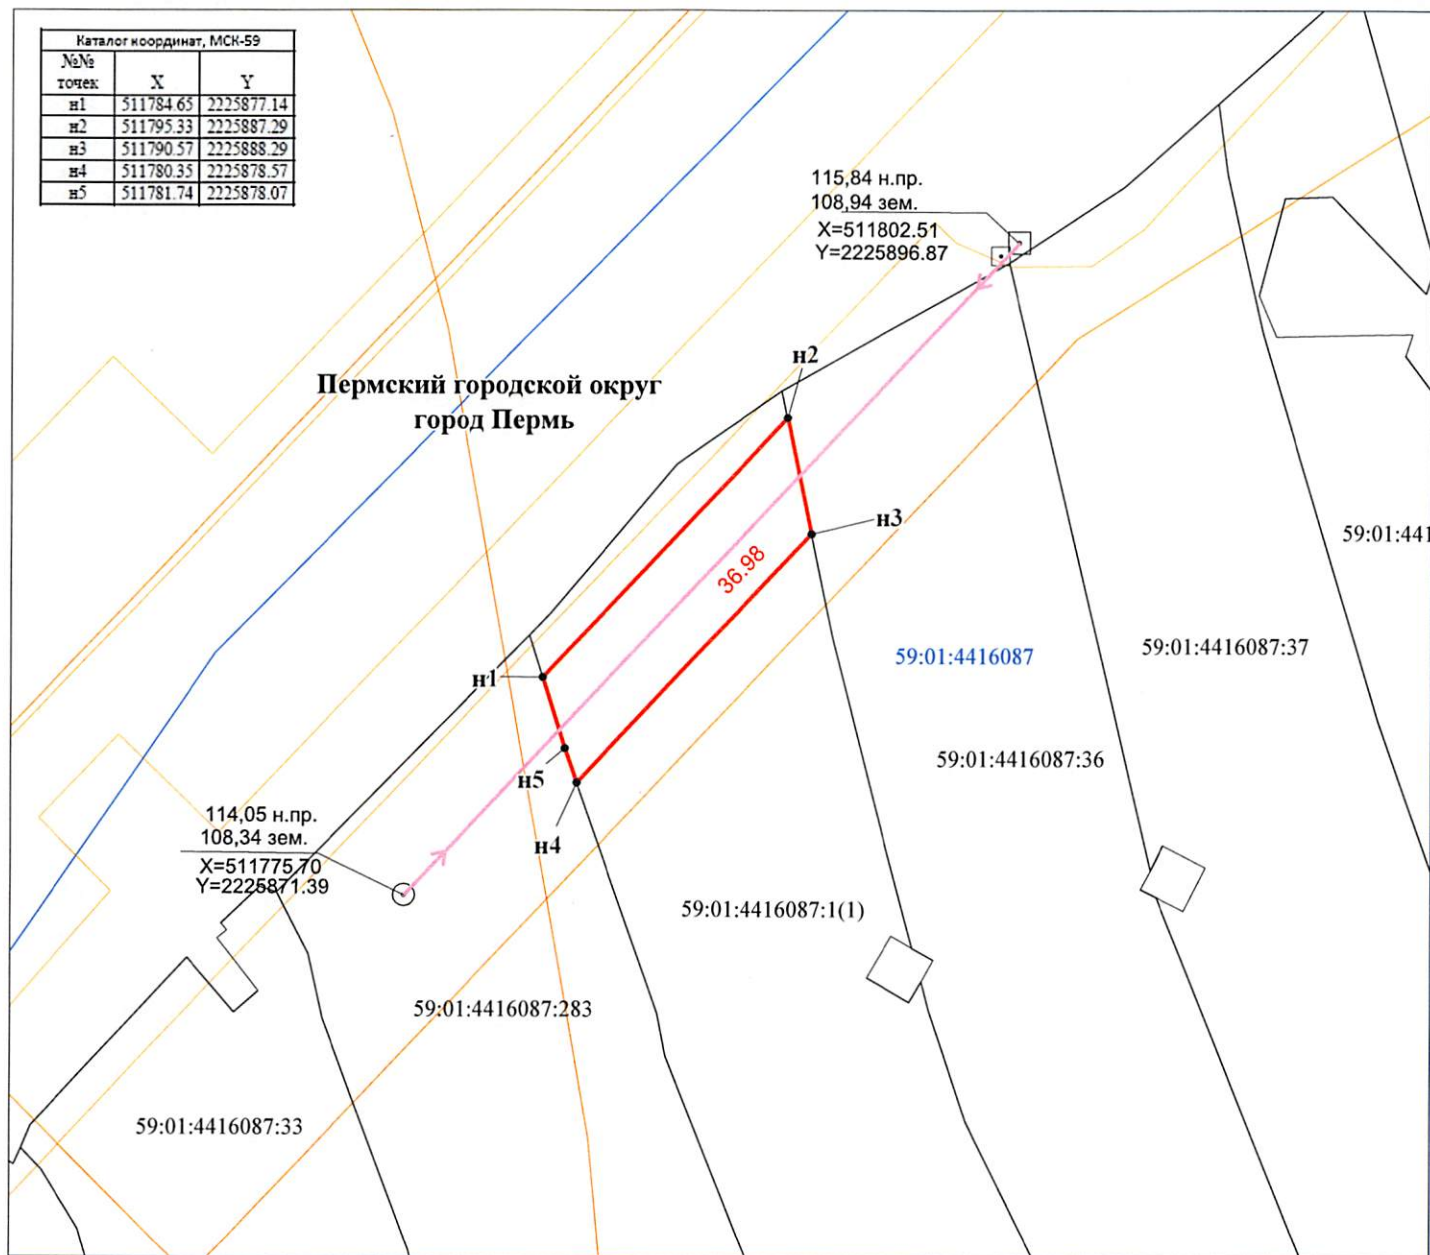 Каталог координат, МСК-59
№№ точек X Y
н1 511784.65 2225877.14
н2 511795.33 2225887.29
н3 511790.57 2225888.29
н4 511780.35 2225878.57
н5 511781.74 2225878.07
115,84 н.пр.
108,94 зем.
X=511802.51
Y=2225896.87
н2
Пермский городской округ
город Пермь
н3
59:01:441
36.98
59:01:4416087
59:01:4416087:37
н1
59:01:4416087:36
н5
114,05 н.пр.
108,34 зем.
н4
X=511775.70
Y=2225871.39
59:01:4416087:1(1)
59:01:4416087:283
59:01:4416087:33